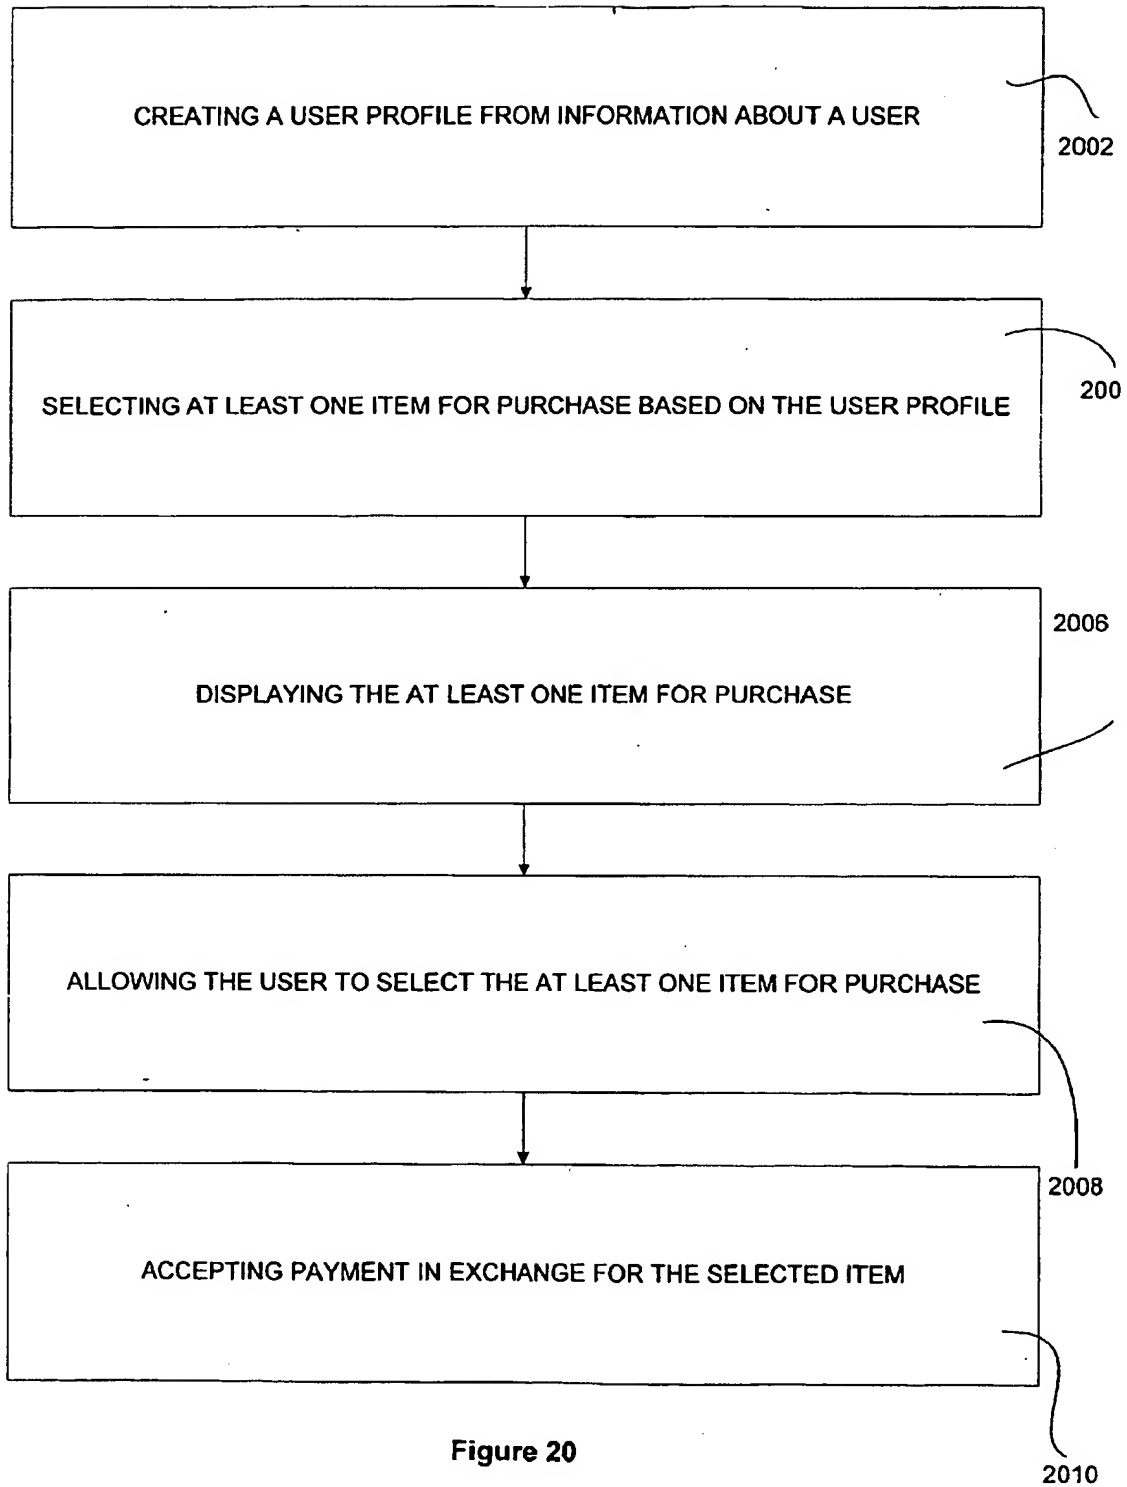 CREATING A USER PROFILE FROM INFORMATION ABOUT A USER
2002
SELECTING AT LEAST ONE ITEM FOR PURCHASE BASED ON THE USER PROFILE
200
2006
DISPLAYING THE AT LEAST ONE ITEM FOR PURCHASE
ALLOWING THE USER TO SELECT THE AT LEAST ONE ITEM FOR PURCHASE
2008
ACCEPTING PAYMENT IN EXCHANGE FOR THE SELECTED ITEM
Figure 20
2010